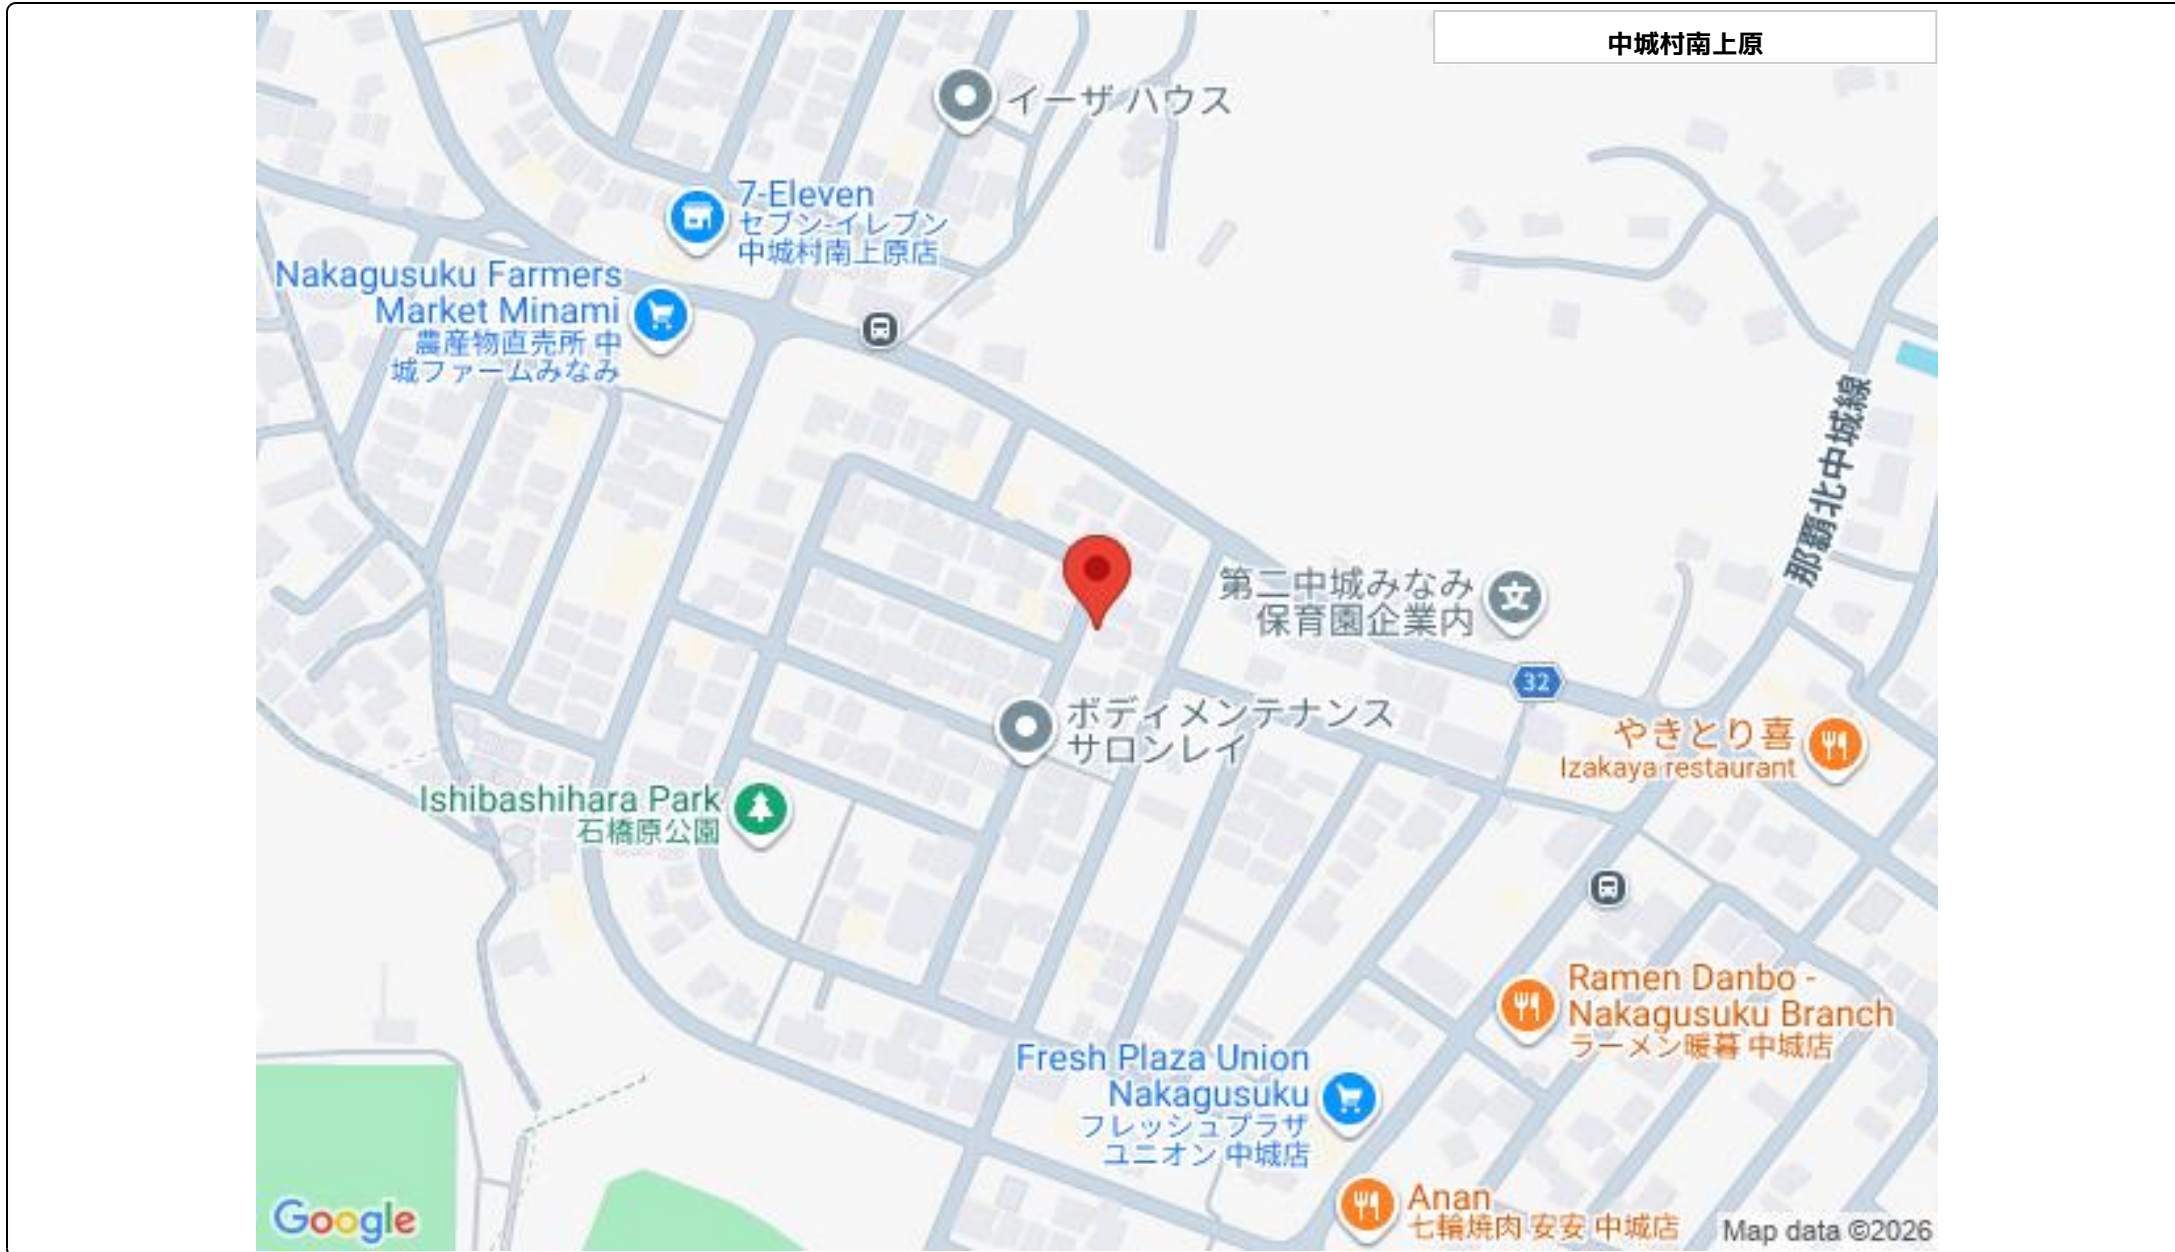 中城村南上原
イーザ ハウス
7-Eleven
セブン-イレブン
中城村南上原店
Nakagusuku Farmers
Market Minami
農産物直売所 中
城ファームみなみ
那覇北中城線
第二中城みなみ
保育園企業内
32
ボディメンテナンス
サロンレイ
やきとり喜
Izakaya restaurant
Ishibashihara Park
石橋原公園
Ramen Danbo -
Nakagusuku Branch
ラーメン暖暮 中城店
Fresh Plaza Union
Nakagusuku
フレッシュプラザ
ユニオン 中城店
Anan
七輪焼肉 安安 中城店
Google
Map data ©2026